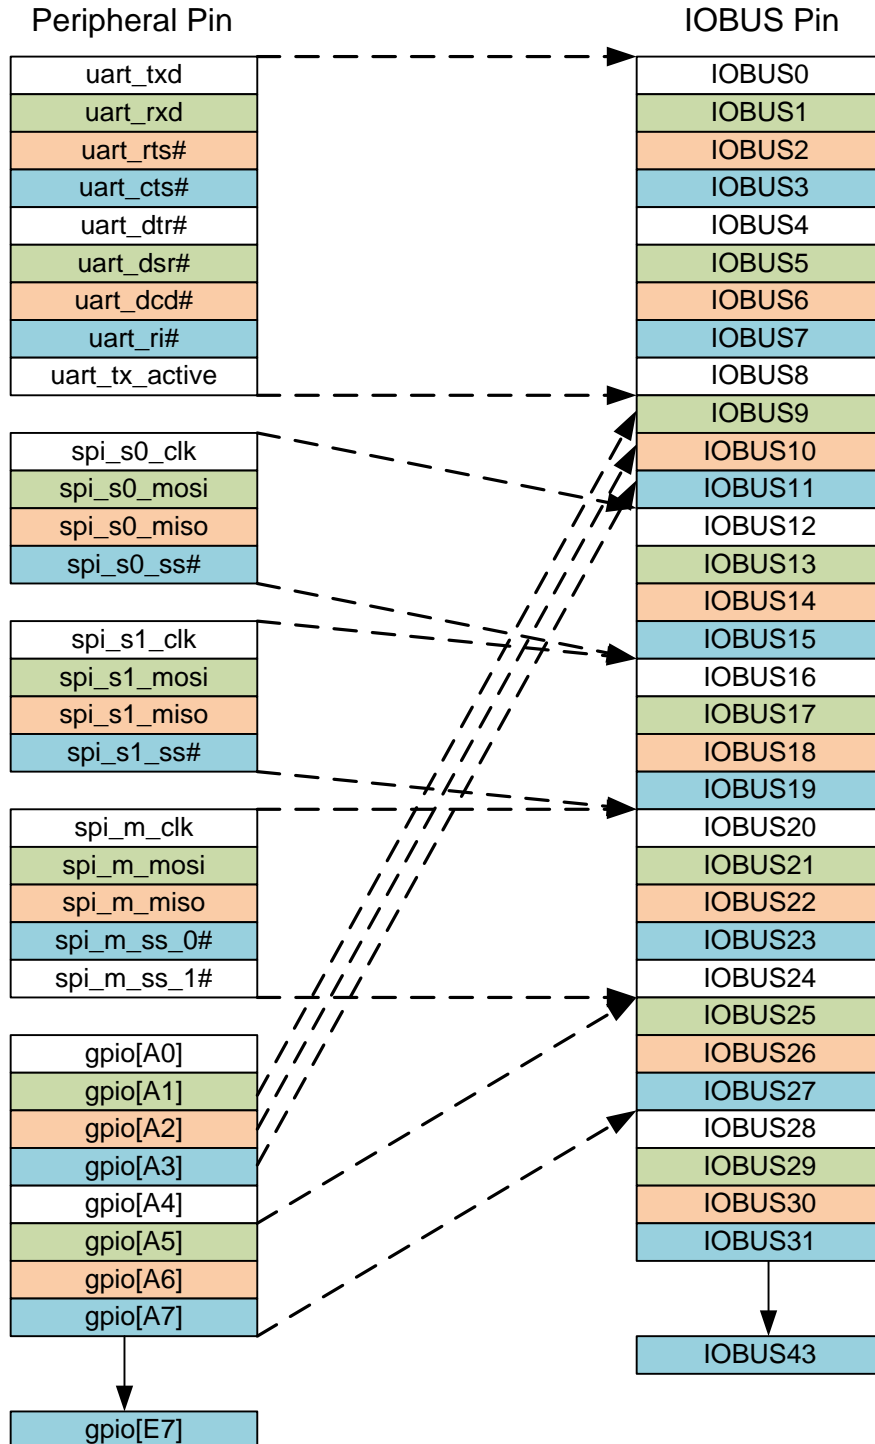 Peripheral Pin
uart_txd
uart_rxd
uart_rts#
uart_cts#
uart_dtr#
uart_dsr#
uart_dcd#
uart_ri#
uart_tx_active
spi_s0_clk
spi_s0_mosi
spi_s0_miso
spi_s0_ss#
spi_s1_clk
spi_s1_mosi
spi_s1_miso
spi_s1_ss#
spi_m_clk
spi_m_mosi
spi_m_miso
spi_m_ss_0#
spi_m_ss_1#
gpio[A0]
gpio[A1]
gpio[A2]
gpio[A3]
gpio[A4]
gpio[A5]
gpio[A6]
gpio[A7]
gpio[E7]
IOBUS Pin
IOBUS0
IOBUS1
IOBUS2
IOBUS3
IOBUS4
IOBUS5
IOBUS6
IOBUS7
IOBUS8
IOBUS9
IOBUS10
IOBUS11
IOBUS12
IOBUS13
IOBUS14
IOBUS15
IOBUS16
IOBUS17
IOBUS18
IOBUS19
IOBUS20
IOBUS21
IOBUS22
IOBUS23
IOBUS24
IOBUS25
IOBUS26
IOBUS27
IOBUS28
IOBUS29
IOBUS30
IOBUS31
IOBUS43